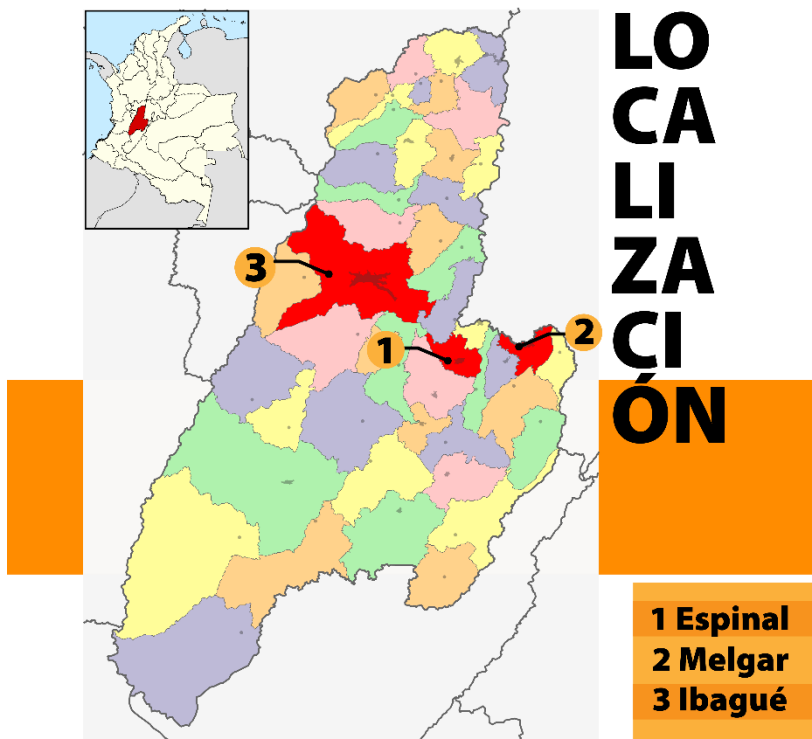 LO
CA
LI
ZA
CI
ÓN
3
2
1
1 Espinal
2 Melgar
3 Ibagué